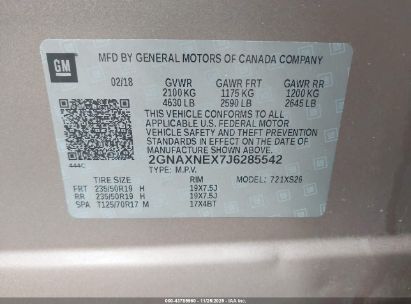 GM
MFD BY GENERAL MOTORS OF CANADA COMPANY
02/18 GVWR GAWR FRT GAWR RR
2100 KG 1175 KG 1200 KG
4630 LB 2590 LB 2645 LB
THIS VEHICLE CONFORMS TO ALL
APPLICABLE U.S. FEDERAL MOTOR
VEHICLE SAFETY AND THEFT PREVENTION
STANDARDS IN EFFECT ON THE DATE OF
MANUFACTURE SHOWN ABOVE.
2GNAXNEX7J6285542
444C TYPE: M.P.V.
TIRE SIZE RIM MODEL: 721XS26
FRT 235/50R19 H 19X7.5J
RR 235/50R19 H 19X7.5J
SPA T125/70R17 M 17X4BT